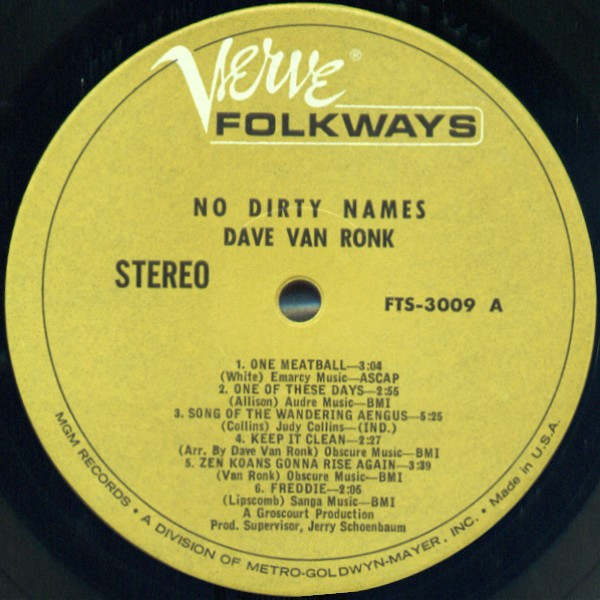 Verve®
FOLKWAYS
NO DIRTY NAMES
DAVE VAN RONK
STEREO
FTS-3009 A
1. ONE MEATBALL—3:04
(White) Emarcy Music—ASCAP
2. ONE OF THESE DAYS—2:55
(Allison) Audre Music—BMI
3. SONG OF THE WANDERING AENGUS—5:25
(Collins) Judy Collins—(IND.)
4. KEEP IT CLEAN—2:27
(Arr. By Dave Van Ronk) Obscure Music—BMI
5. ZEN KOANS GONNA RISE AGAIN—3:39
(Van Ronk) Obscure Music—BMI
6. FREDDIE—2:05
(Lipscomb) Sanga Music—BMI
A Groscourt Production
Prod. Supervisor, Jerry Schoenbaum
MGM RECORDS • A DIVISION OF METRO-GOLDWYN-MAYER, INC. • Made in U.S.A.